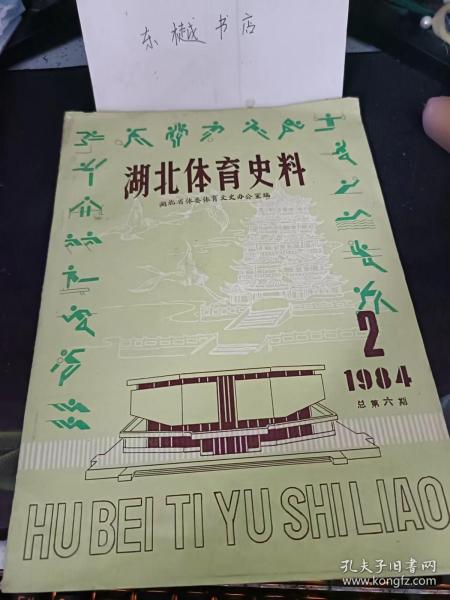 东樾书店
湖北体育史料
湖北省体委体育文史办公室编
2
1984
总第六期
HU BEI TI YU SHI LIAO
孔夫子旧书网
www.kongfz.com